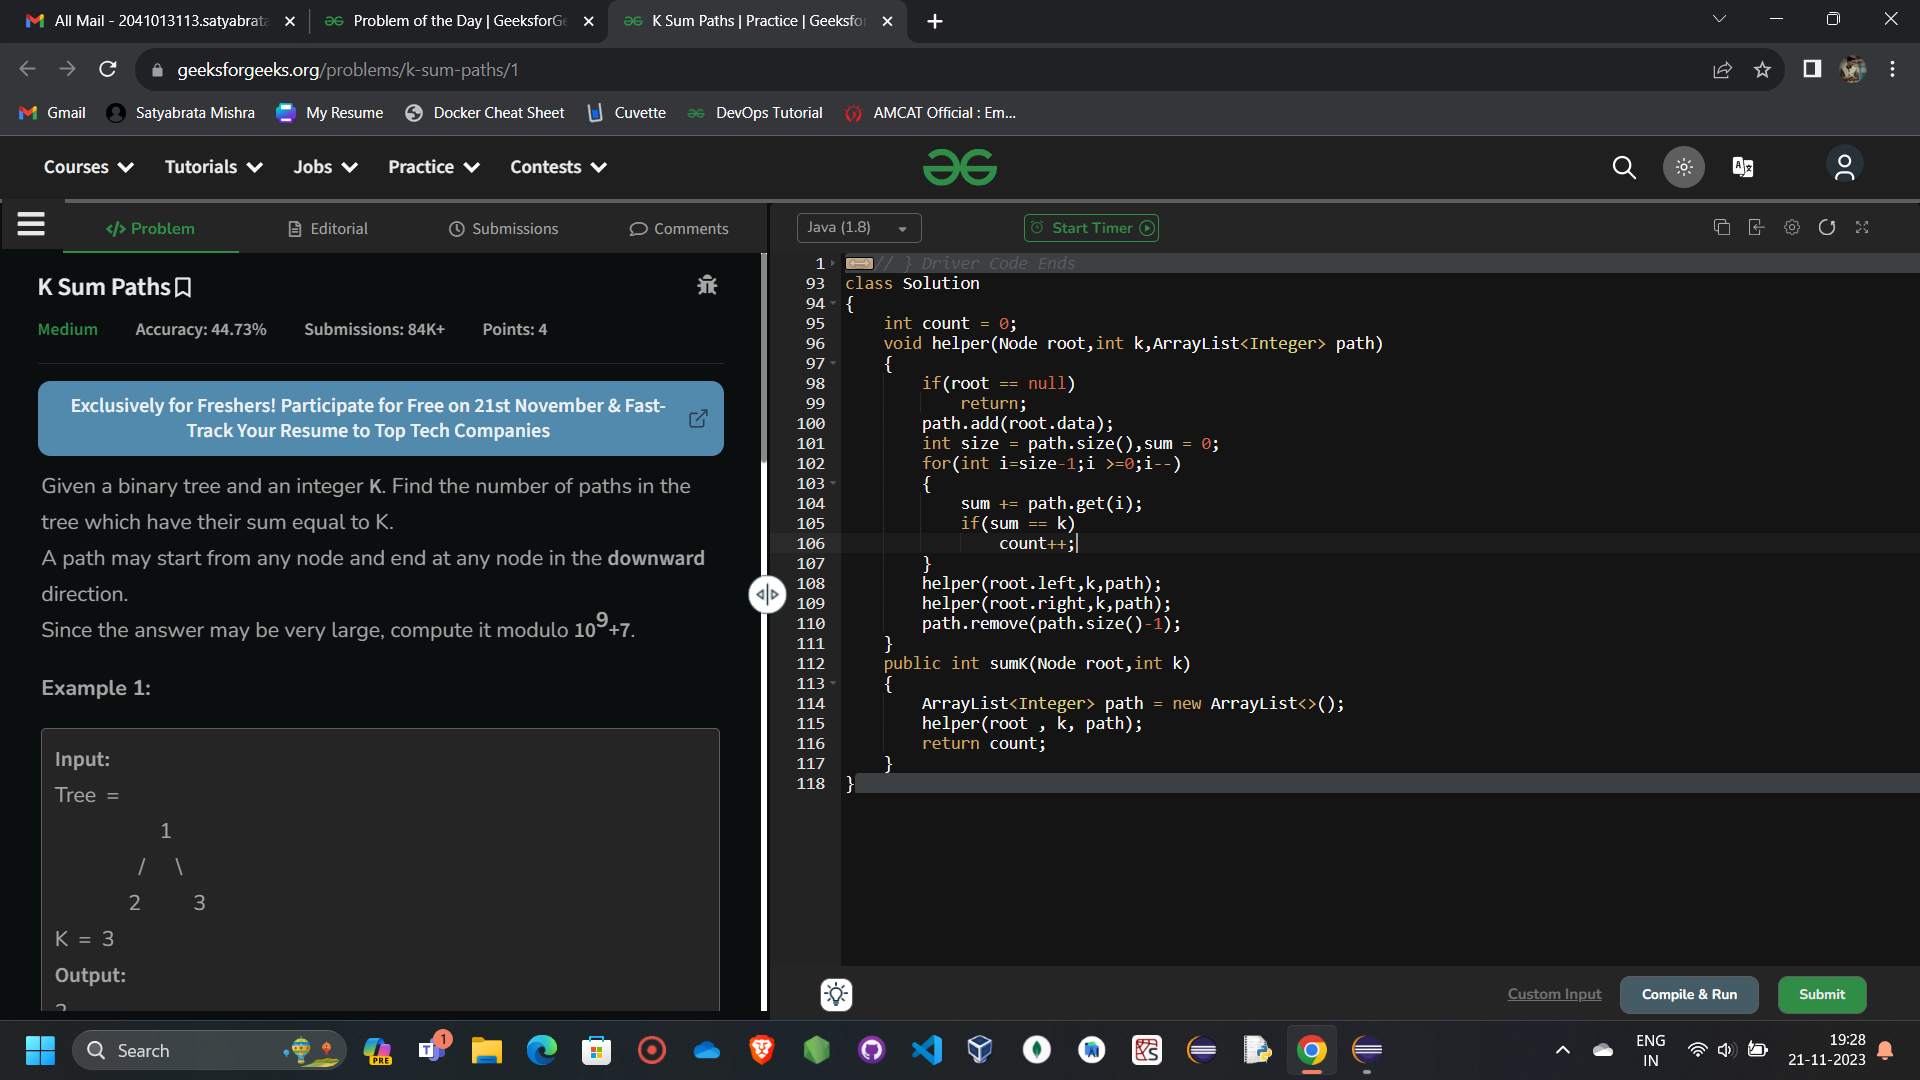 All Mail - 2041013113.satyabrata
Problem of the Day | GeeksforGe
K Sum Paths | Practice | Geeksfor
geeksforgeeks.org/problems/k-sum-paths/1
Gmail
Satyabrata Mishra
My Resume
Docker Cheat Sheet
Cuvette
DevOps Tutorial
AMCAT Official : Em...
Courses
Tutorials
Jobs
Practice
Contests
</> Problem
Editorial
Submissions
Comments
K Sum Paths
Medium
Accuracy: 44.73%
Submissions: 84K+
Points: 4
Exclusively for Freshers! Participate for Free on 21st November & Fast-
Track Your Resume to Top Tech Companies
Given a binary tree and an integer K. Find the number of paths in the
tree which have their sum equal to K.
A path may start from any node and end at any node in the downward
direction.
Since the answer may be very large, compute it modulo 10⁹+7.
Example 1:
Input:
Tree =
1
/ \
2 3
K = 3
Output:
Java (1.8)
Start Timer
1 // } Driver Code Ends
93 class Solution
94 {
95 int count = 0;
96 void helper(Node root,int k,ArrayList<Integer> path)
97 {
98 if(root == null)
99 return;
100 path.add(root.data);
101 int size = path.size(),sum = 0;
102 for(int i=size-1;i >=0;i--)
103 {
104 sum += path.get(i);
105 if(sum == k)
106 count++;
107 }
108 helper(root.left,k,path);
109 helper(root.right,k,path);
110 path.remove(path.size()-1);
111 }
112 public int sumK(Node root,int k)
113 {
114 ArrayList<Integer> path = new ArrayList<>();
115 helper(root , k, path);
116 return count;
117 }
118 }
Custom Input
Compile & Run
Submit
Search
PRE
1
ENG
IN
19:28
21-11-2023